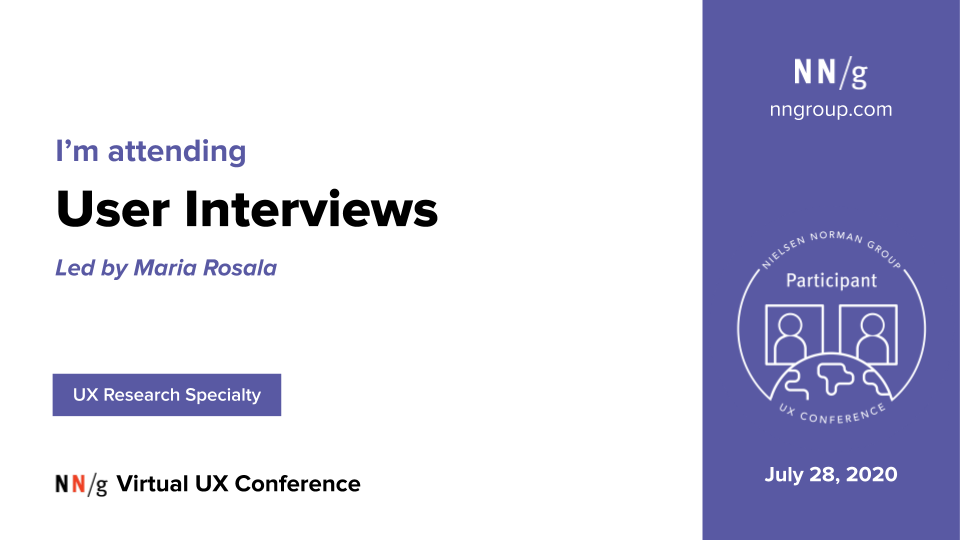 I’m attending
User Interviews
Led by Maria Rosala
UX Research Specialty
NN/g Virtual UX Conference
NN/g
nngroup.com
NIELSEN NORMAN GROUP
Participant
UX CONFERENCE
July 28, 2020